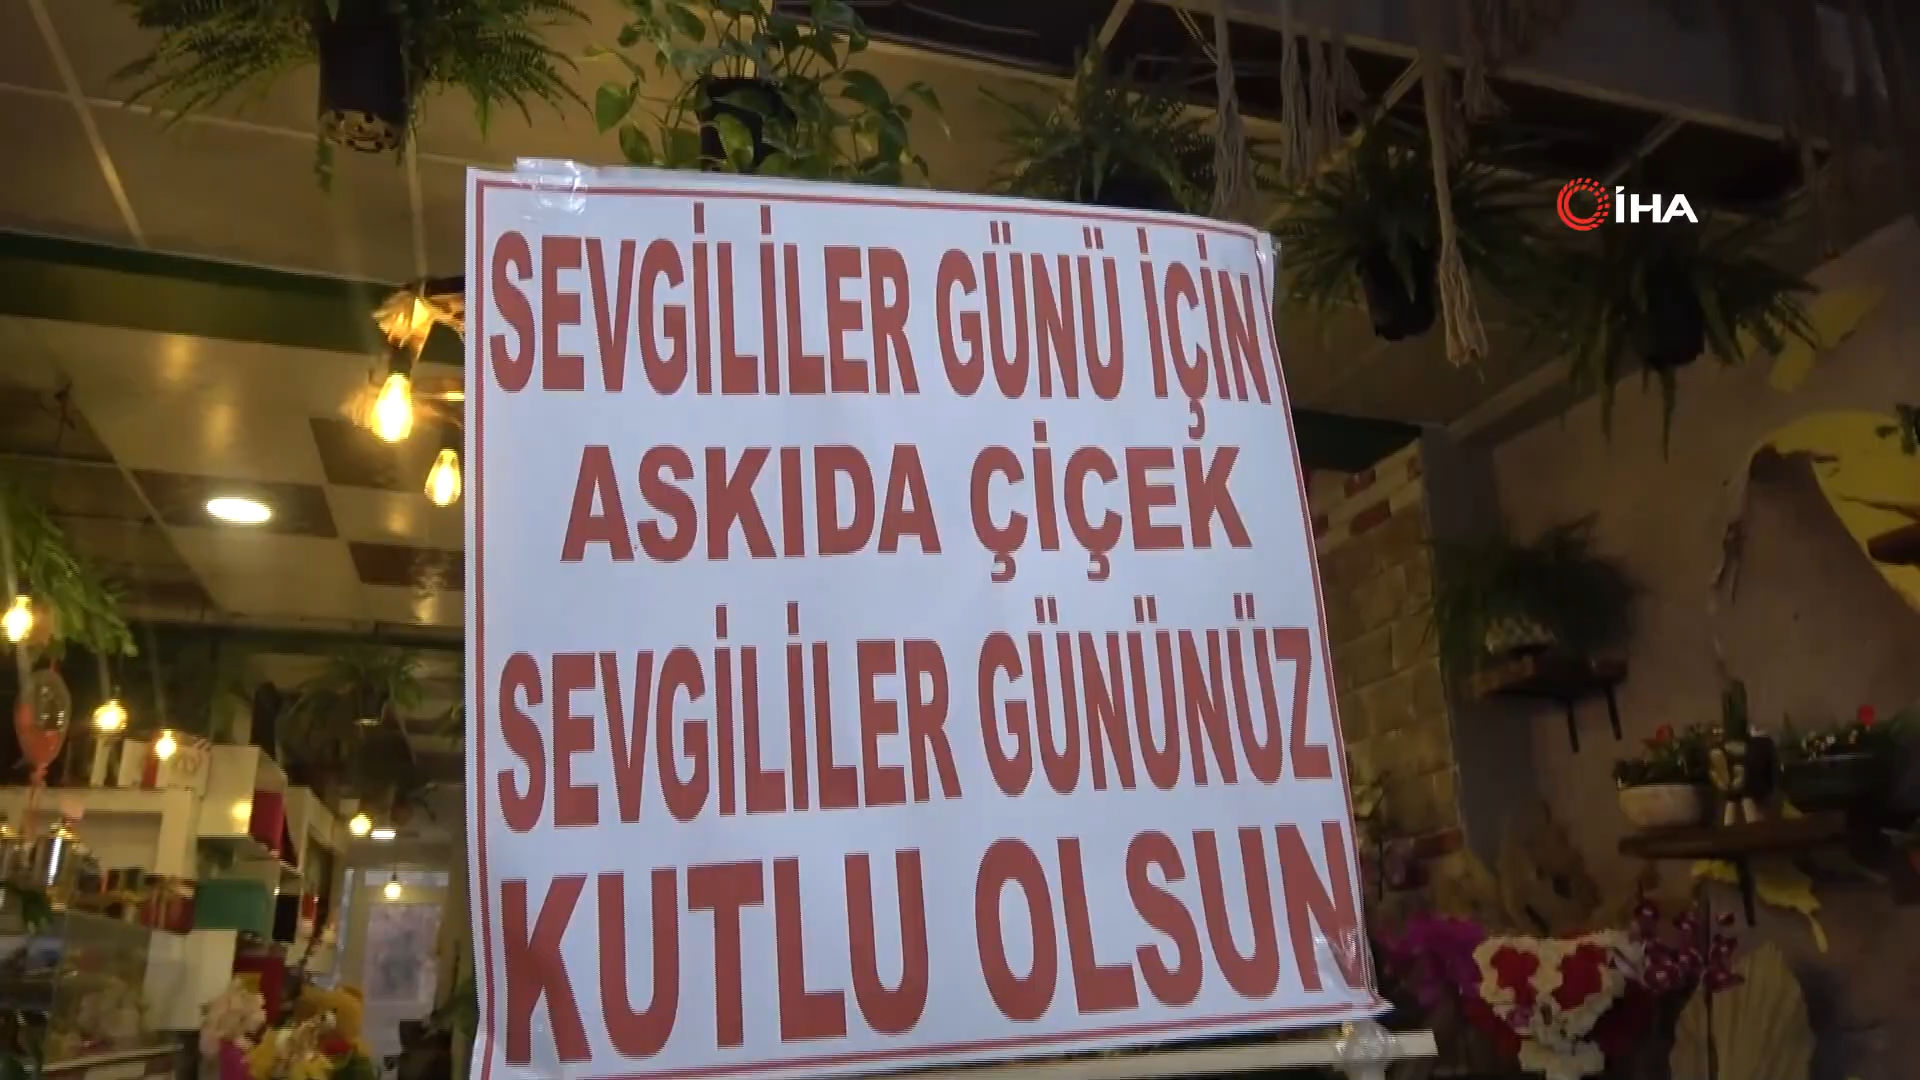 İHA
SEVGİLİLER GÜNÜ İÇİN
ASKIDA ÇİÇEK
SEVGİLİLER GÜNÜNÜZ
KUTLU OLSUN